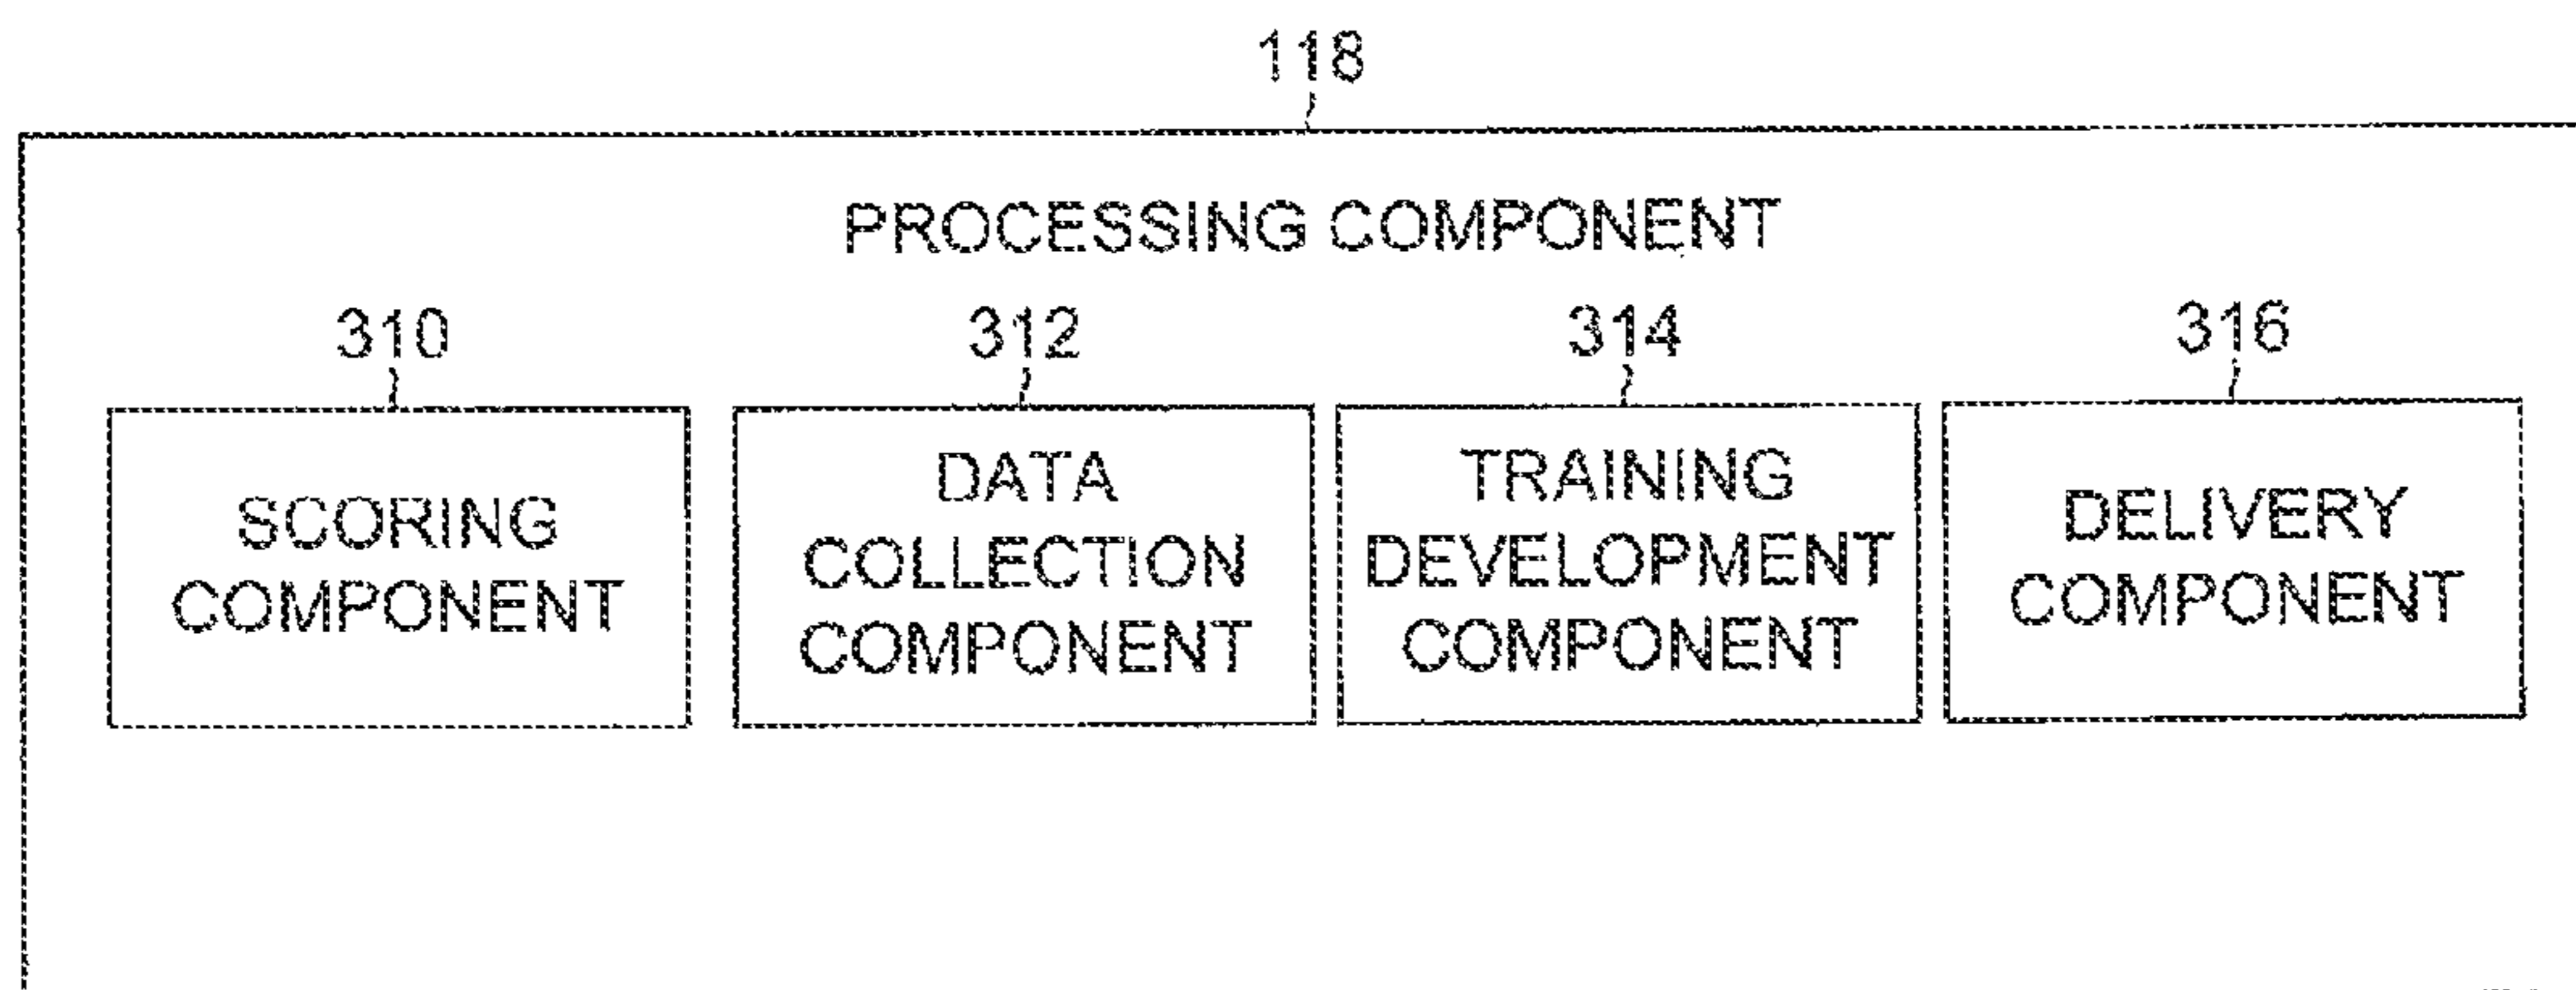 118
PROCESSING COMPONENT
310
312
314
316
SCORING
COMPONENT
DATA
COLLECTION
COMPONENT
TRAINING
DEVELOPMENT
COMPONENT
DELIVERY
COMPONENT